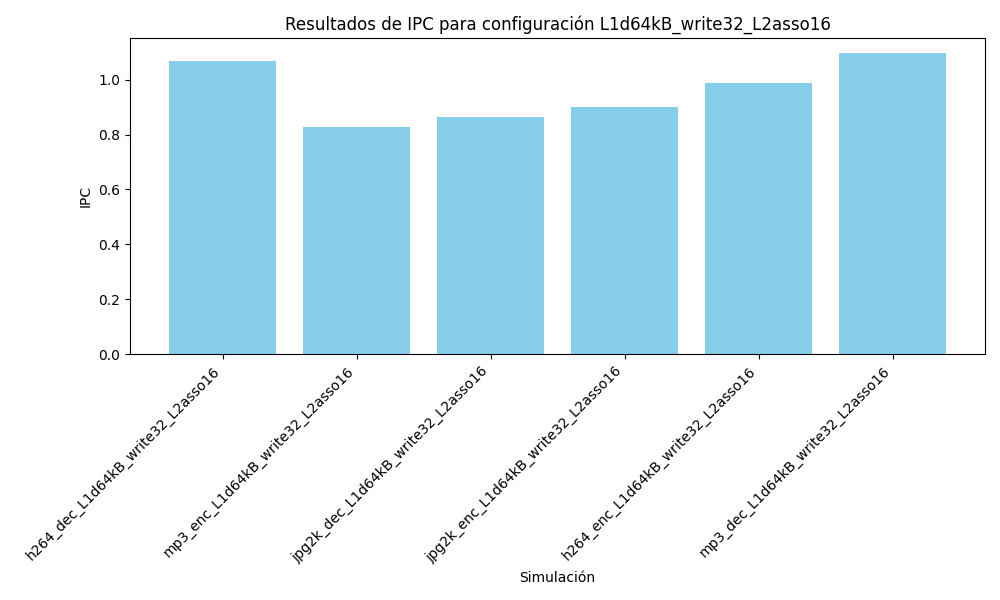 Resultados de IPC para configuración L1d64kB_write32_L2asso16
IPC
1.0
0.8
0.6
0.4
0.2
0.0
h264_dec_L1d64kB_write32_L2asso16
mp3_enc_L1d64kB_write32_L2asso16
jpg2k_dec_L1d64kB_write32_L2asso16
jpg2k_enc_L1d64kB_write32_L2asso16
h264_enc_L1d64kB_write32_L2asso16
mp3_dec_L1d64kB_write32_L2asso16
Simulación